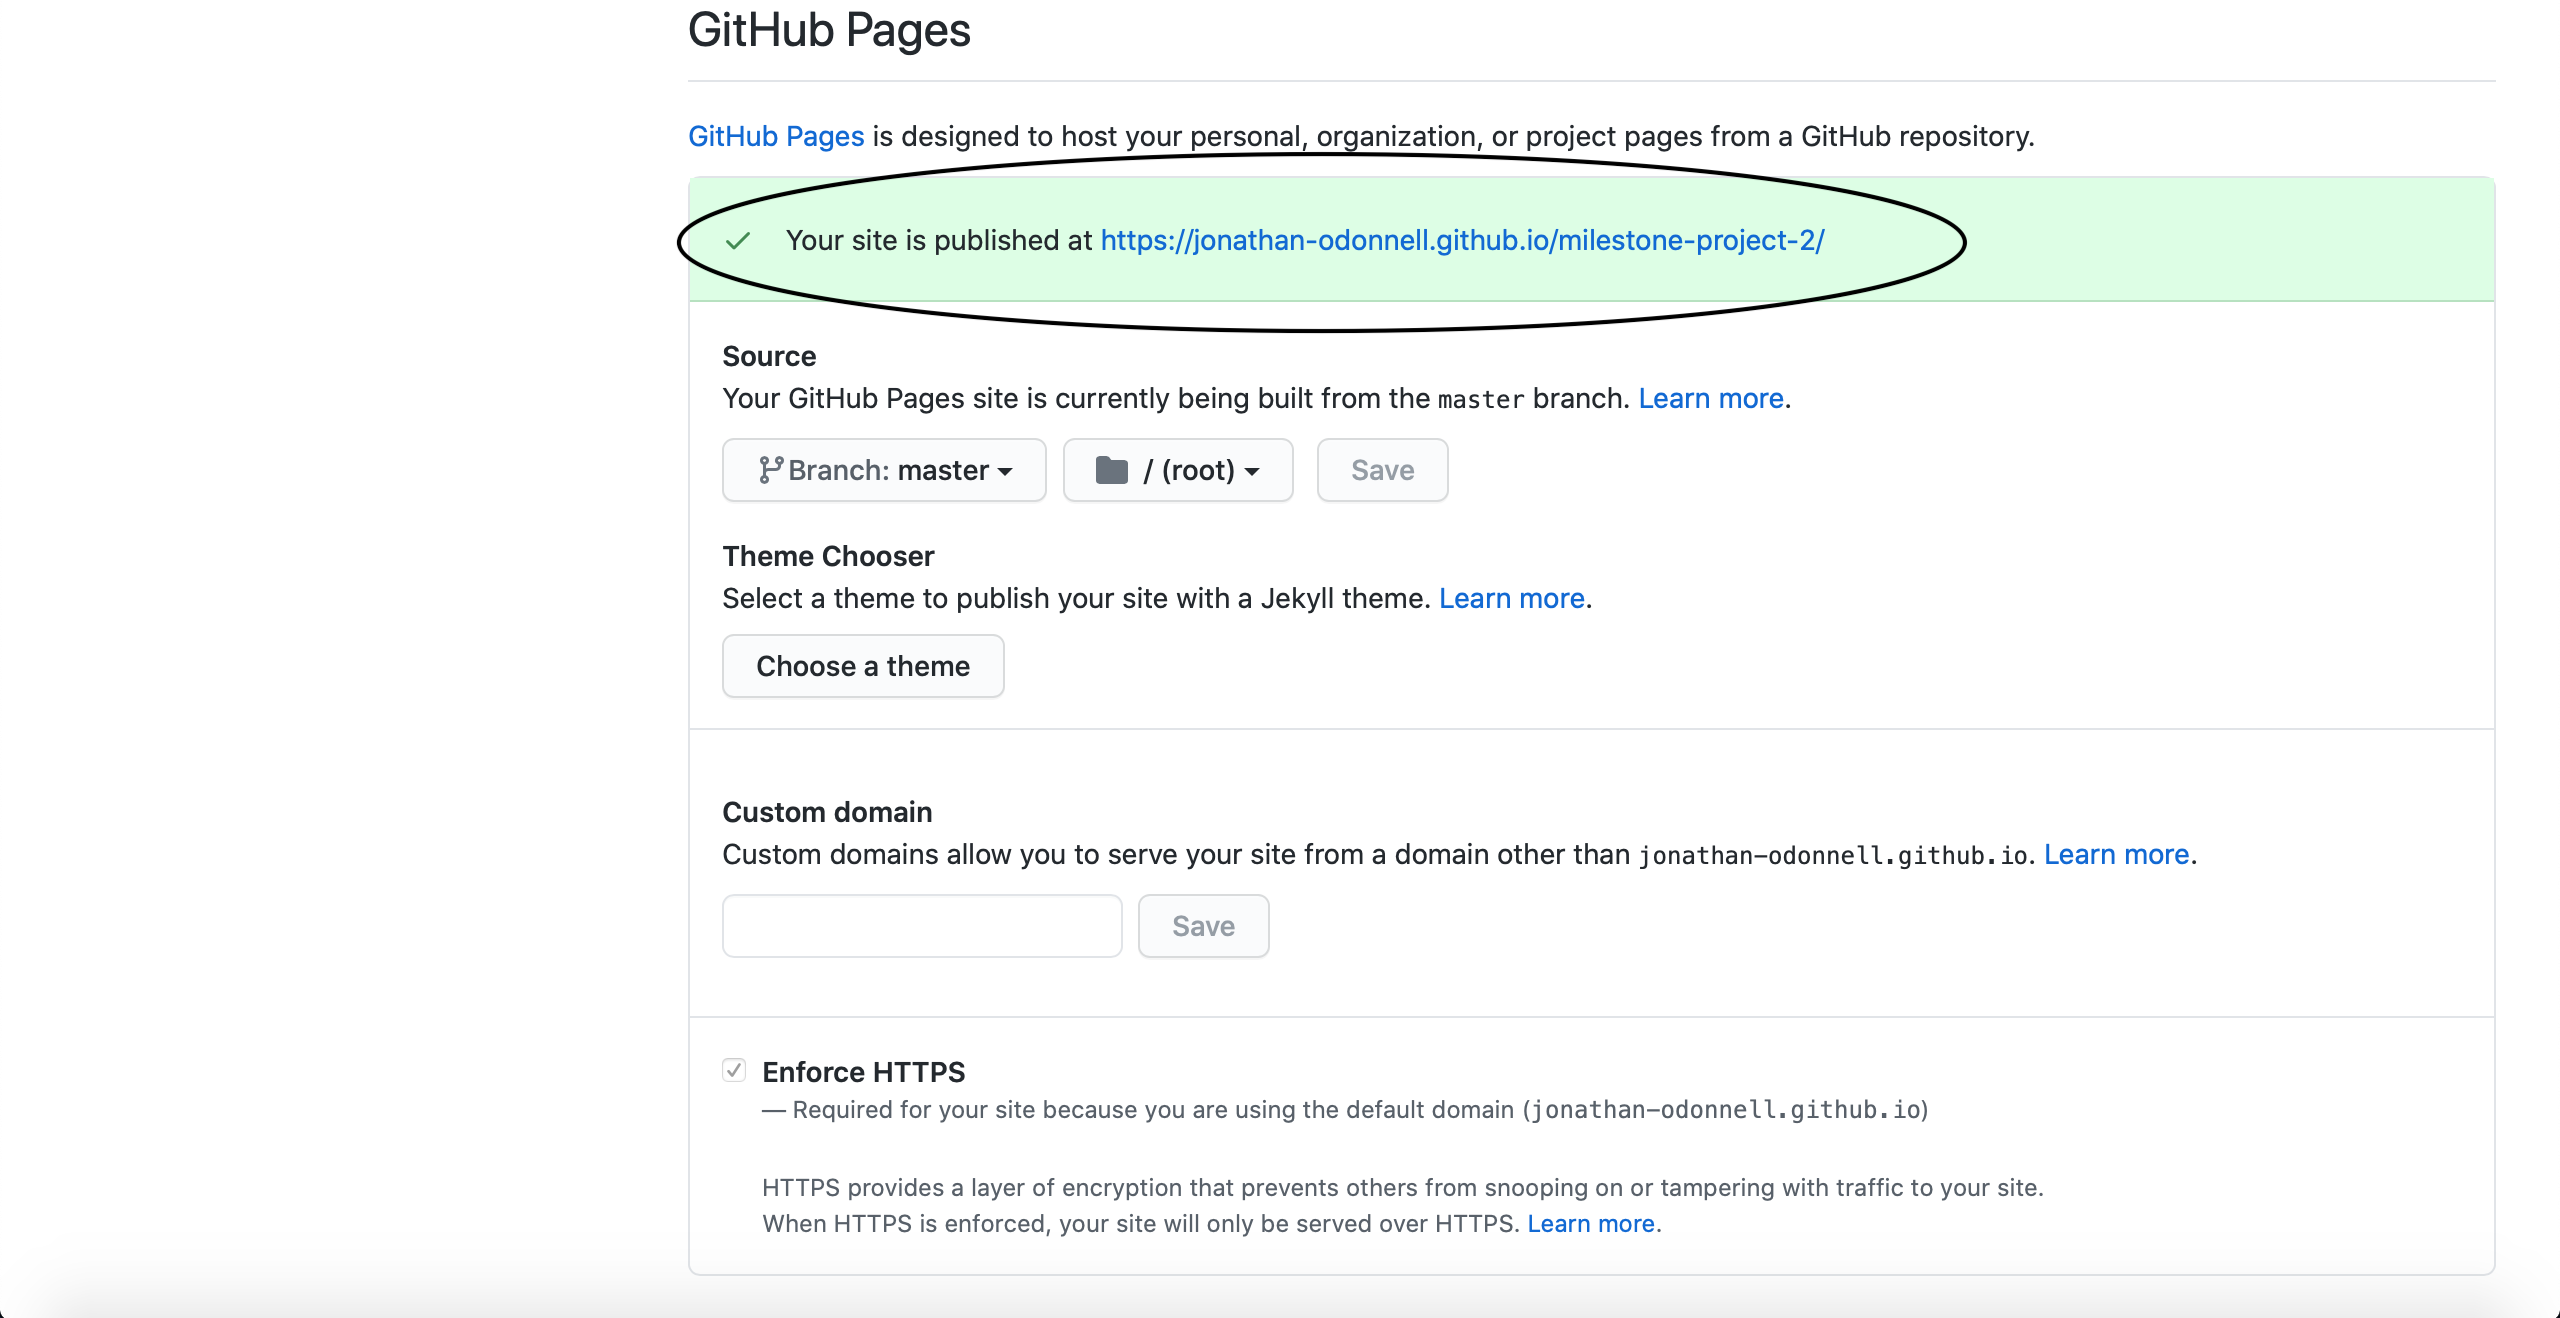 GitHub Pages
GitHub Pages is designed to host your personal, organization, or project pages from a GitHub repository.
Your site is published at https://jonathan-odonnell.github.io/milestone-project-2/
Source
Your GitHub Pages site is currently being built from the master branch. Learn more.
Branch: master / (root) Save
Theme Chooser
Select a theme to publish your site with a Jekyll theme. Learn more.
Choose a theme
Custom domain
Custom domains allow you to serve your site from a domain other than jonathan-odonnell.github.io. Learn more.
Save
Enforce HTTPS
— Required for your site because you are using the default domain (jonathan-odonnell.github.io)
HTTPS provides a layer of encryption that prevents others from snooping on or tampering with traffic to your site.
When HTTPS is enforced, your site will only be served over HTTPS. Learn more.